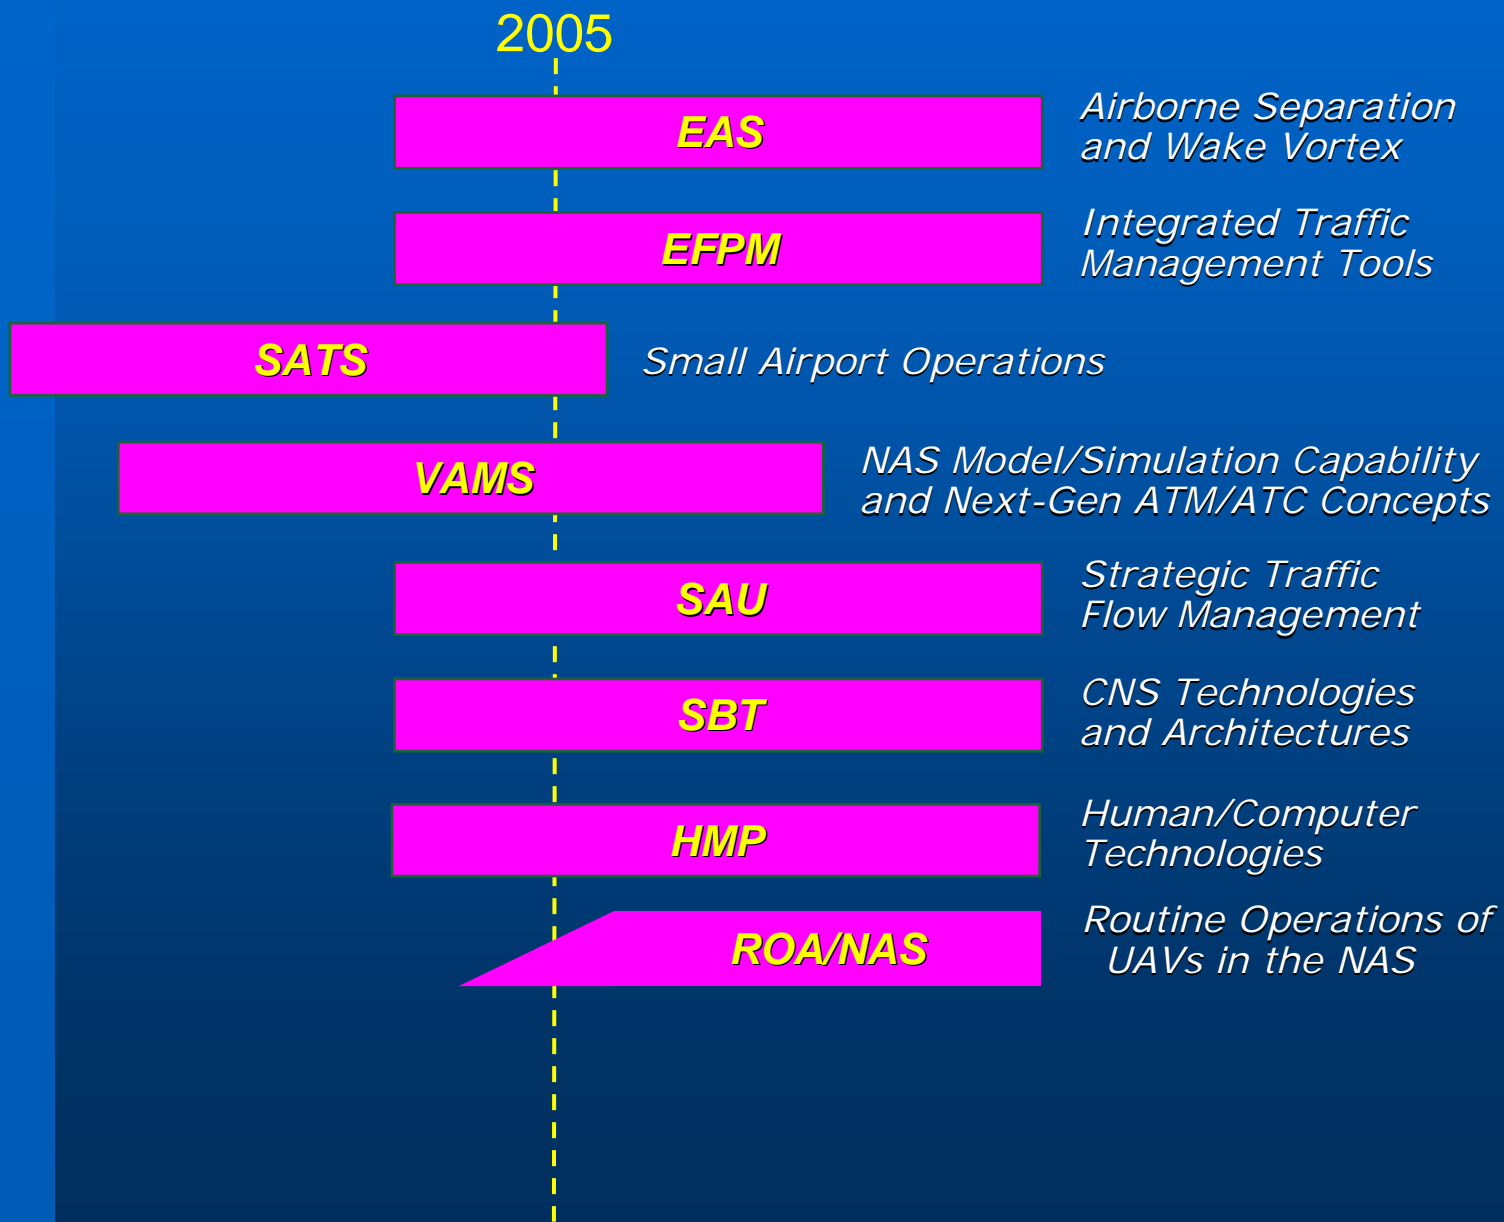 2005
EAS
Airborne Separation
and Wake Vortex
EFPM
Integrated Traffic
Management Tools
SATS
Small Airport Operations
VAMS
NAS Model/Simulation Capability
and Next-Gen ATM/ATC Concepts
SAU
Strategic Traffic
Flow Management
SBT
CNS Technologies
and Architectures
HMP
Human/Computer
Technologies
ROA/NAS
Routine Operations of
UAVs in the NAS